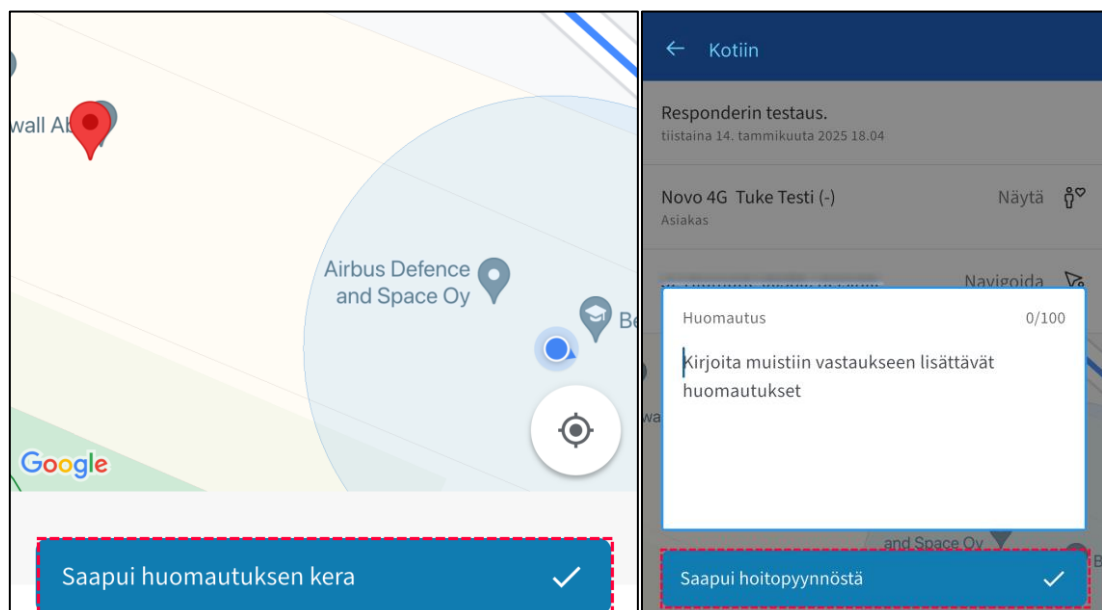 wall Ab
Airbus Defence
and Space Oy
Be
Google
Saapui huomautuksen kera
Kotiin
Responderin testaus.
tiistaina 14. tammikuuta 2025 18.04
Novo 4G Tuke Testi (-)
Näytä
Asiakas
Navigoida
Huomautus
0/100
Kirjoita muistiin vastaukseen lisättävät
huomautukset
wa
and Space Oy
B
Saapui hoitopyynnöstä